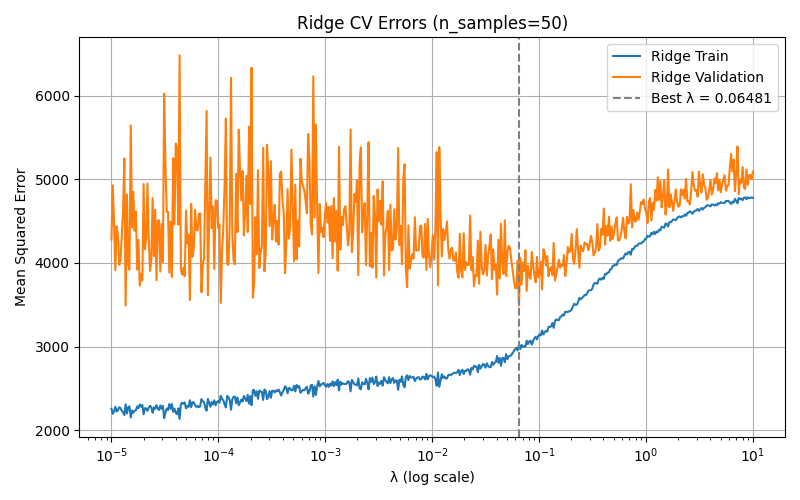 Ridge CV Errors (n_samples=50)
Ridge Train
Ridge Validation
Best λ = 0.06481
Mean Squared Error
6000
5000
4000
3000
2000
10⁻⁵
10⁻⁴
10⁻³
10⁻²
10⁻¹
10⁰
10¹
λ (log scale)